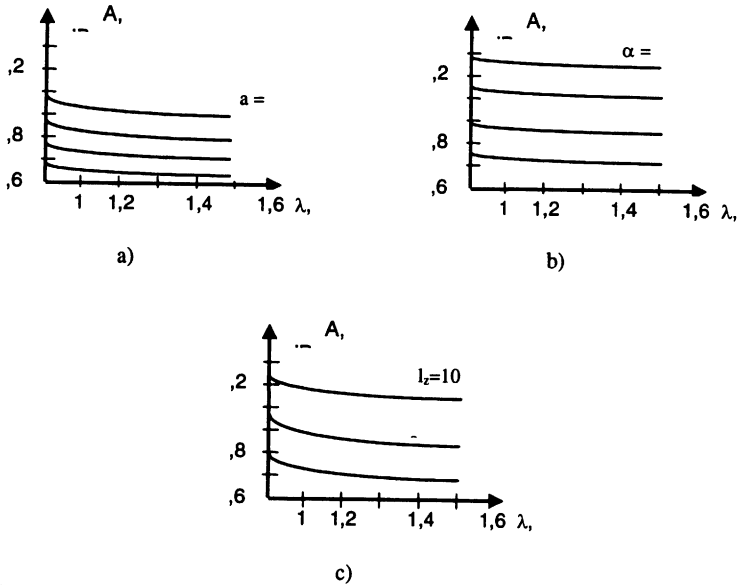 A,
,2
a =
,8
,6
1 1,2 1,4 1,6 λ,
a)
A,
α =
,2
,8
,6
1 1,2 1,4 1,6 λ,
b)
A,
l_z=10
,2
,8
,6
1 1,2 1,4 1,6 λ,
c)